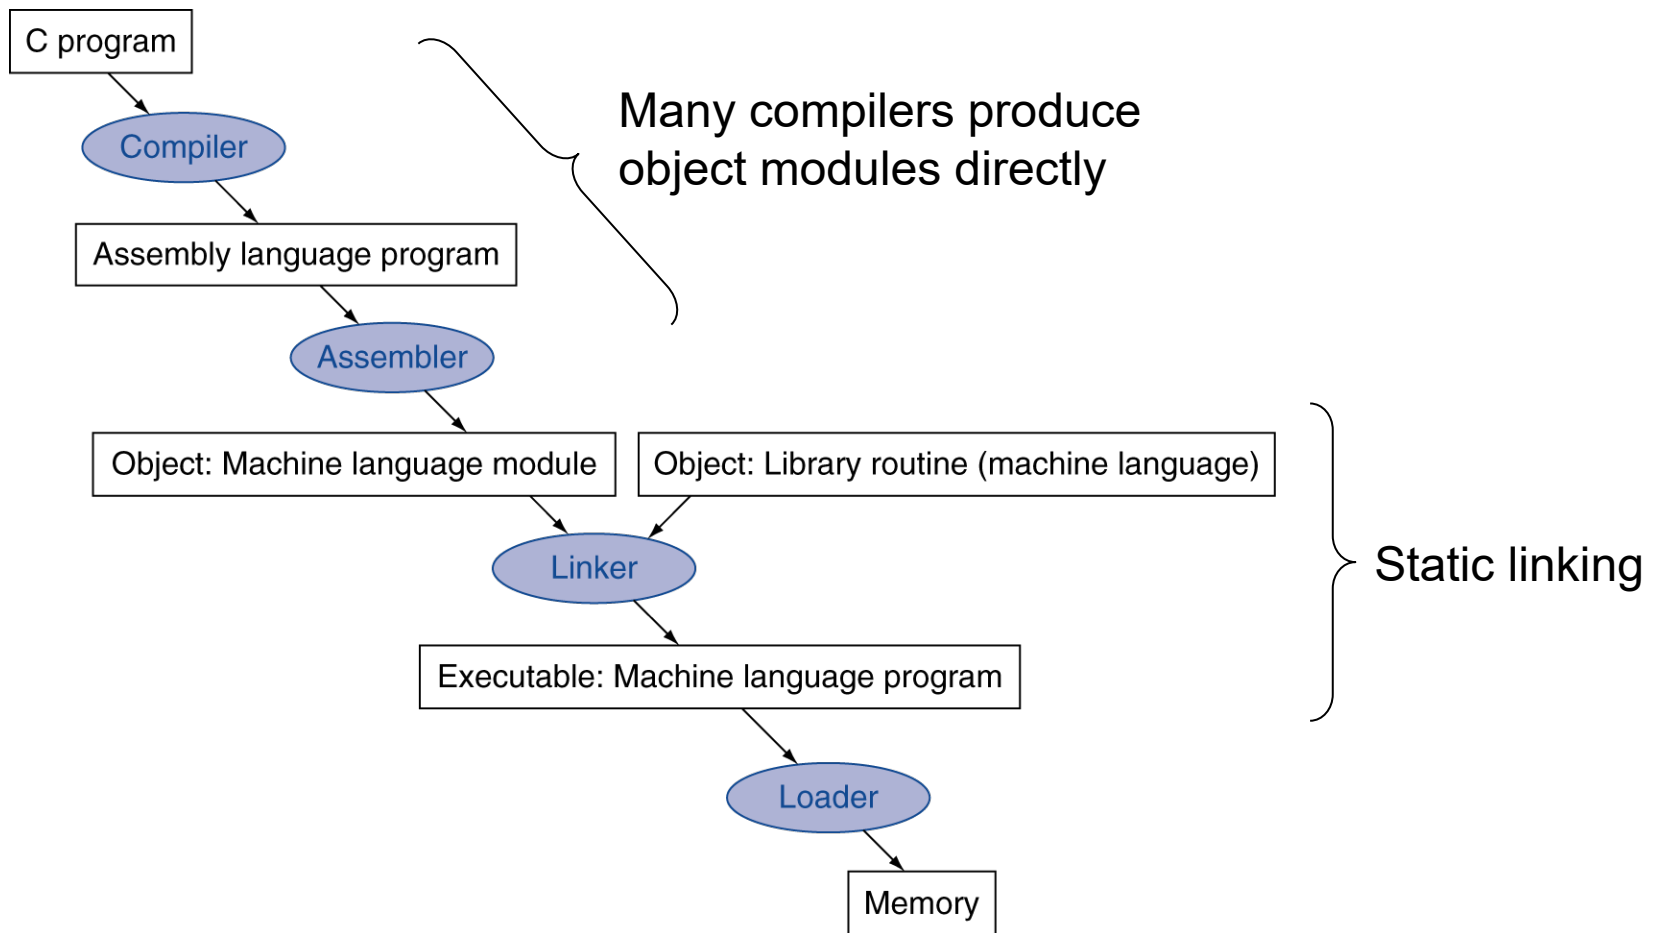 C program
Many compilers produce
object modules directly
Compiler
Assembly language program
Assembler
Object: Machine language module
Object: Library routine (machine language)
Linker
Static linking
Executable: Machine language program
Loader
Memory